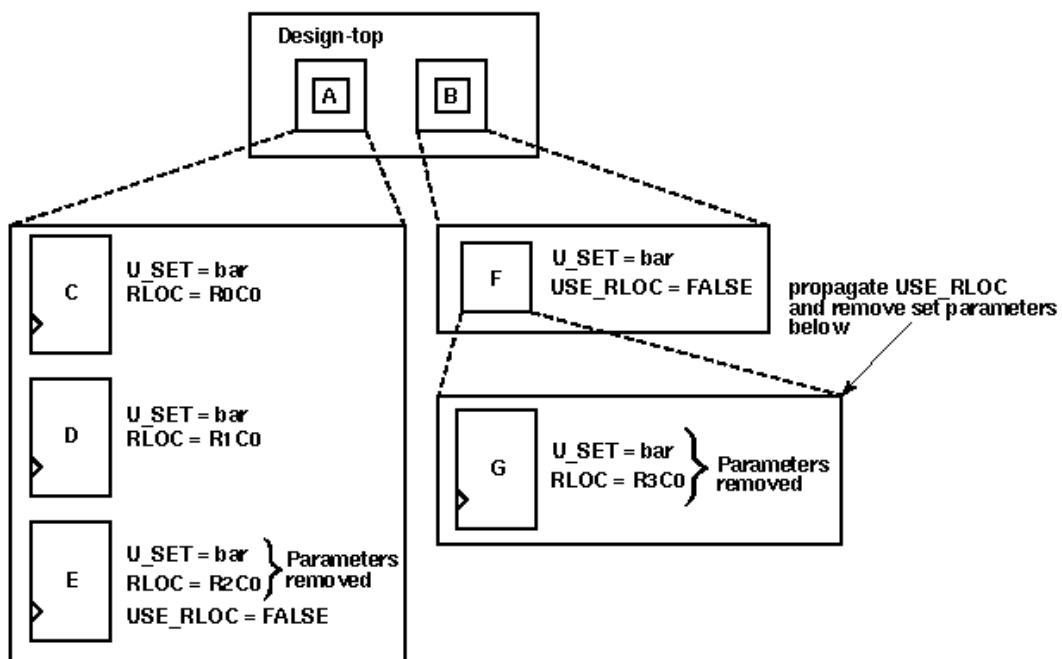 Design-top
A
B
C
U_SET = bar
RLOC = R0C0
D
U_SET = bar
RLOC = R1C0
E
U_SET = bar
RLOC = R2C0
USE_RLOC = FALSE
Parameters
removed
F
U_SET = bar
USE_RLOC = FALSE
propagate USE_RLOC
and remove set parameters
below
G
U_SET = bar
RLOC = R3C0
Parameters
removed